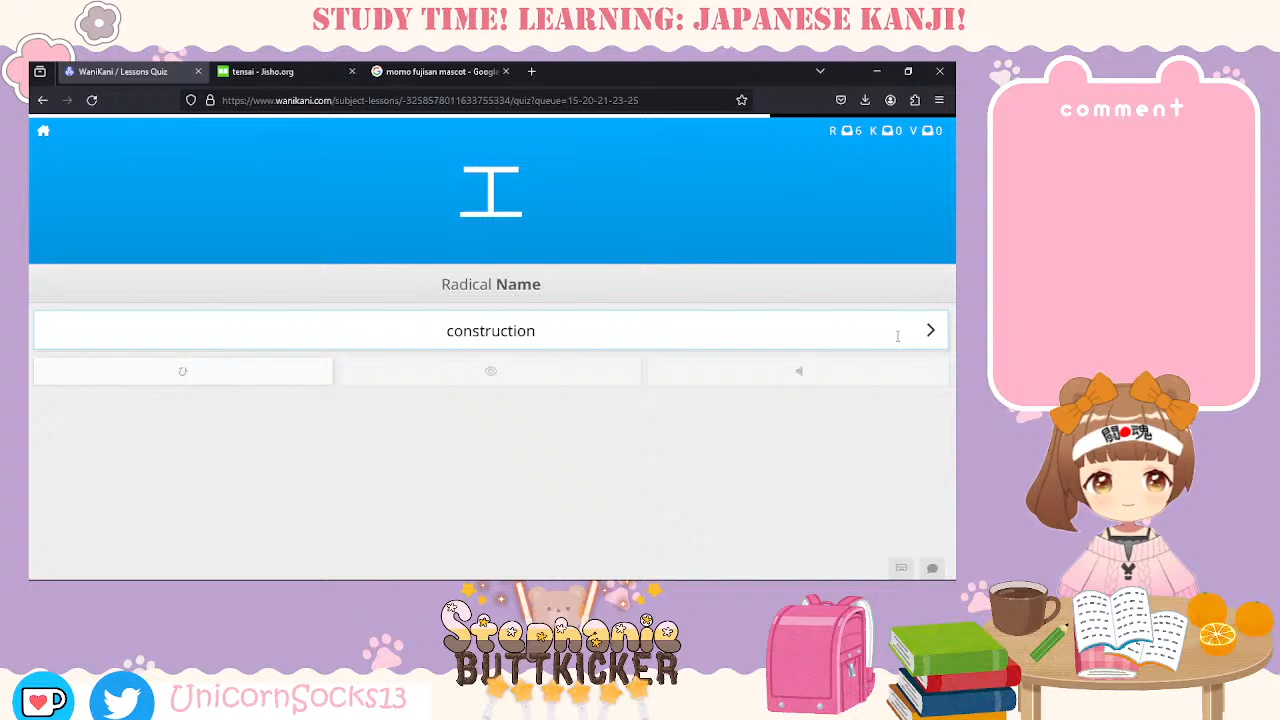 STUDY TIME! LEARNING: JAPANESE KANJI!
WaniKani / Lessons Quiz
tensai - Jisho.org
momo fujisan mascot - Google
https://www.wanikani.com/subject-lessons/-3258578011633755334/quiz?queue=15-20-21-23-25
R 6 K 0 V 0
工
Radical Name
construction
ひ
comment
闘魂
Stephanie
BUTTKICKER
UnicornSocks13